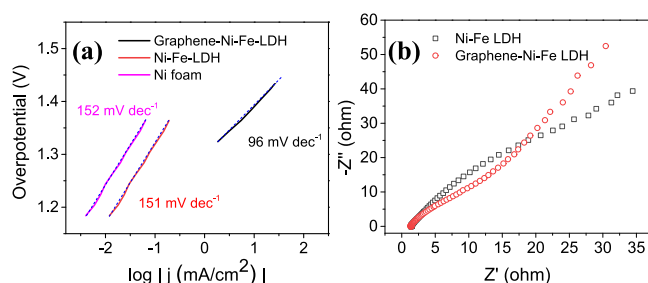 (a)
Graphene-Ni-Fe-LDH
Ni-Fe-LDH
Ni foam
152 mV dec⁻¹
96 mV dec⁻¹
151 mV dec⁻¹
Overpotential (V)
1.5
1.4
1.3
1.2
-2
-1
0
1
2
log | j (mA/cm²) |
(b)
Ni-Fe LDH
Graphene-Ni-Fe LDH
-Z" (ohm)
60
50
40
30
20
10
0
0
5
10
15
20
25
30
35
Z' (ohm)